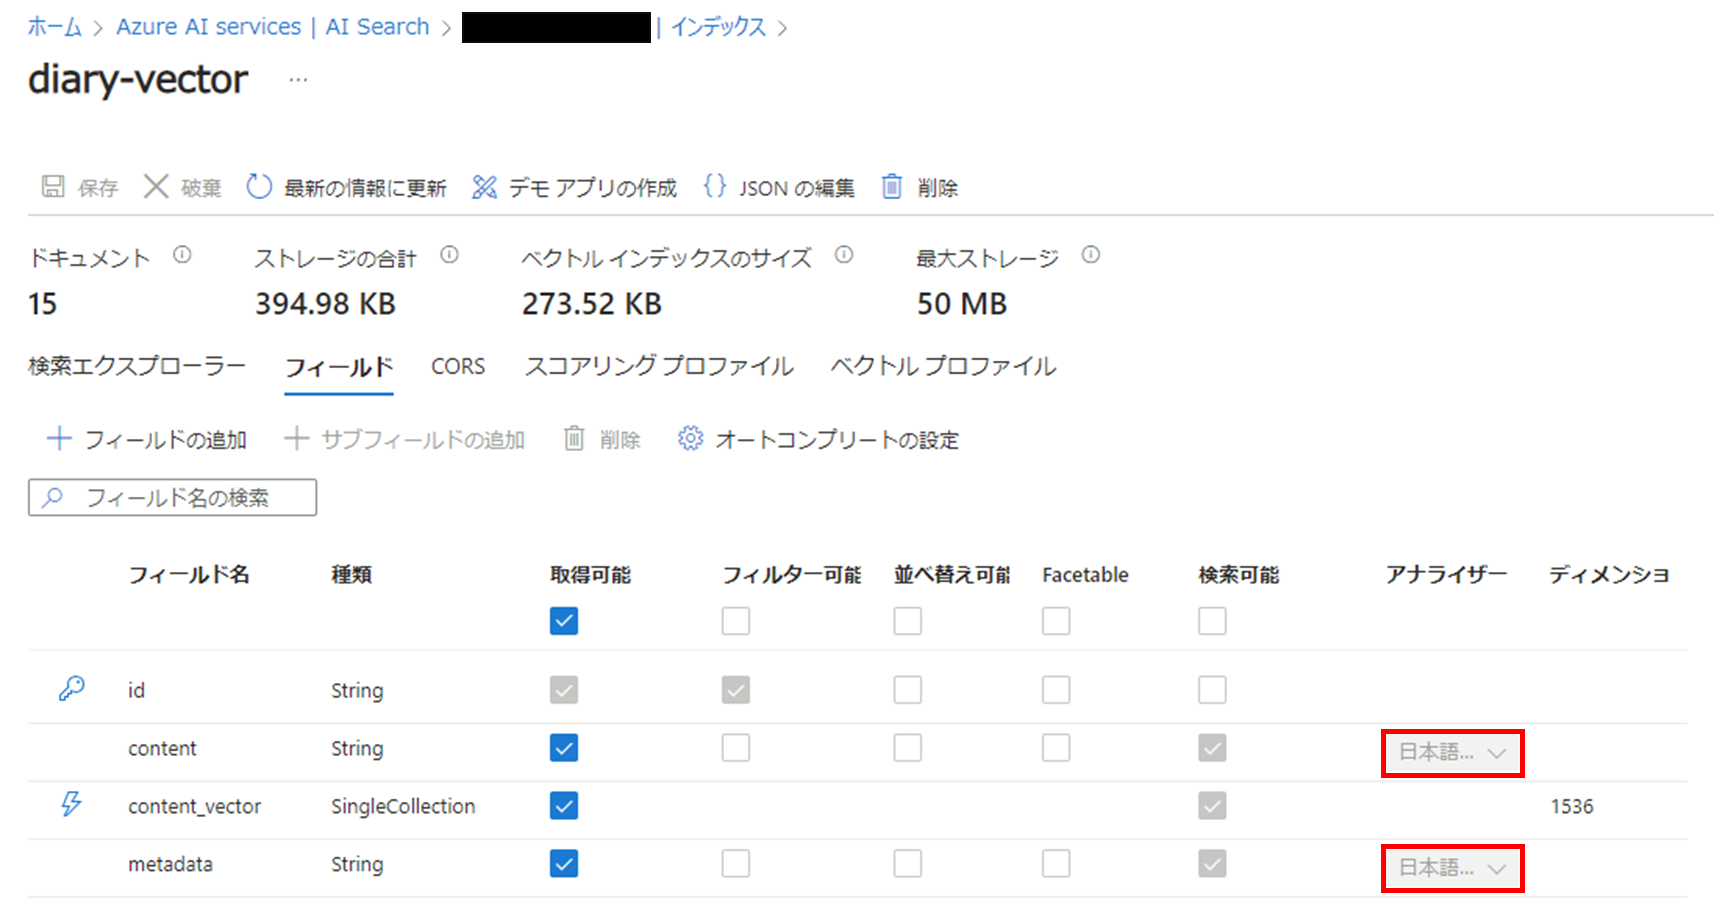 ホーム > Azure AI services | AI Search > | インデックス >
diary-vector ...
保存 破棄 最新の情報に更新 デモ アプリの作成 {} JSON の編集 削除
ドキュメント ストレージの合計 ベクトル インデックスのサイズ 最大ストレージ
15 394.98 KB 273.52 KB 50 MB
検索エクスプローラー フィールド CORS スコアリング プロファイル ベクトル プロファイル
フィールドの追加 サブフィールドの追加 削除 オートコンプリートの設定
フィールド名の検索
フィールド名 種類 取得可能 フィルター可能 並べ替え可能 Facetable 検索可能 アナライザー ディメンショ
id String
content String 日本語...
content_vector SingleCollection 1536
metadata String 日本語...